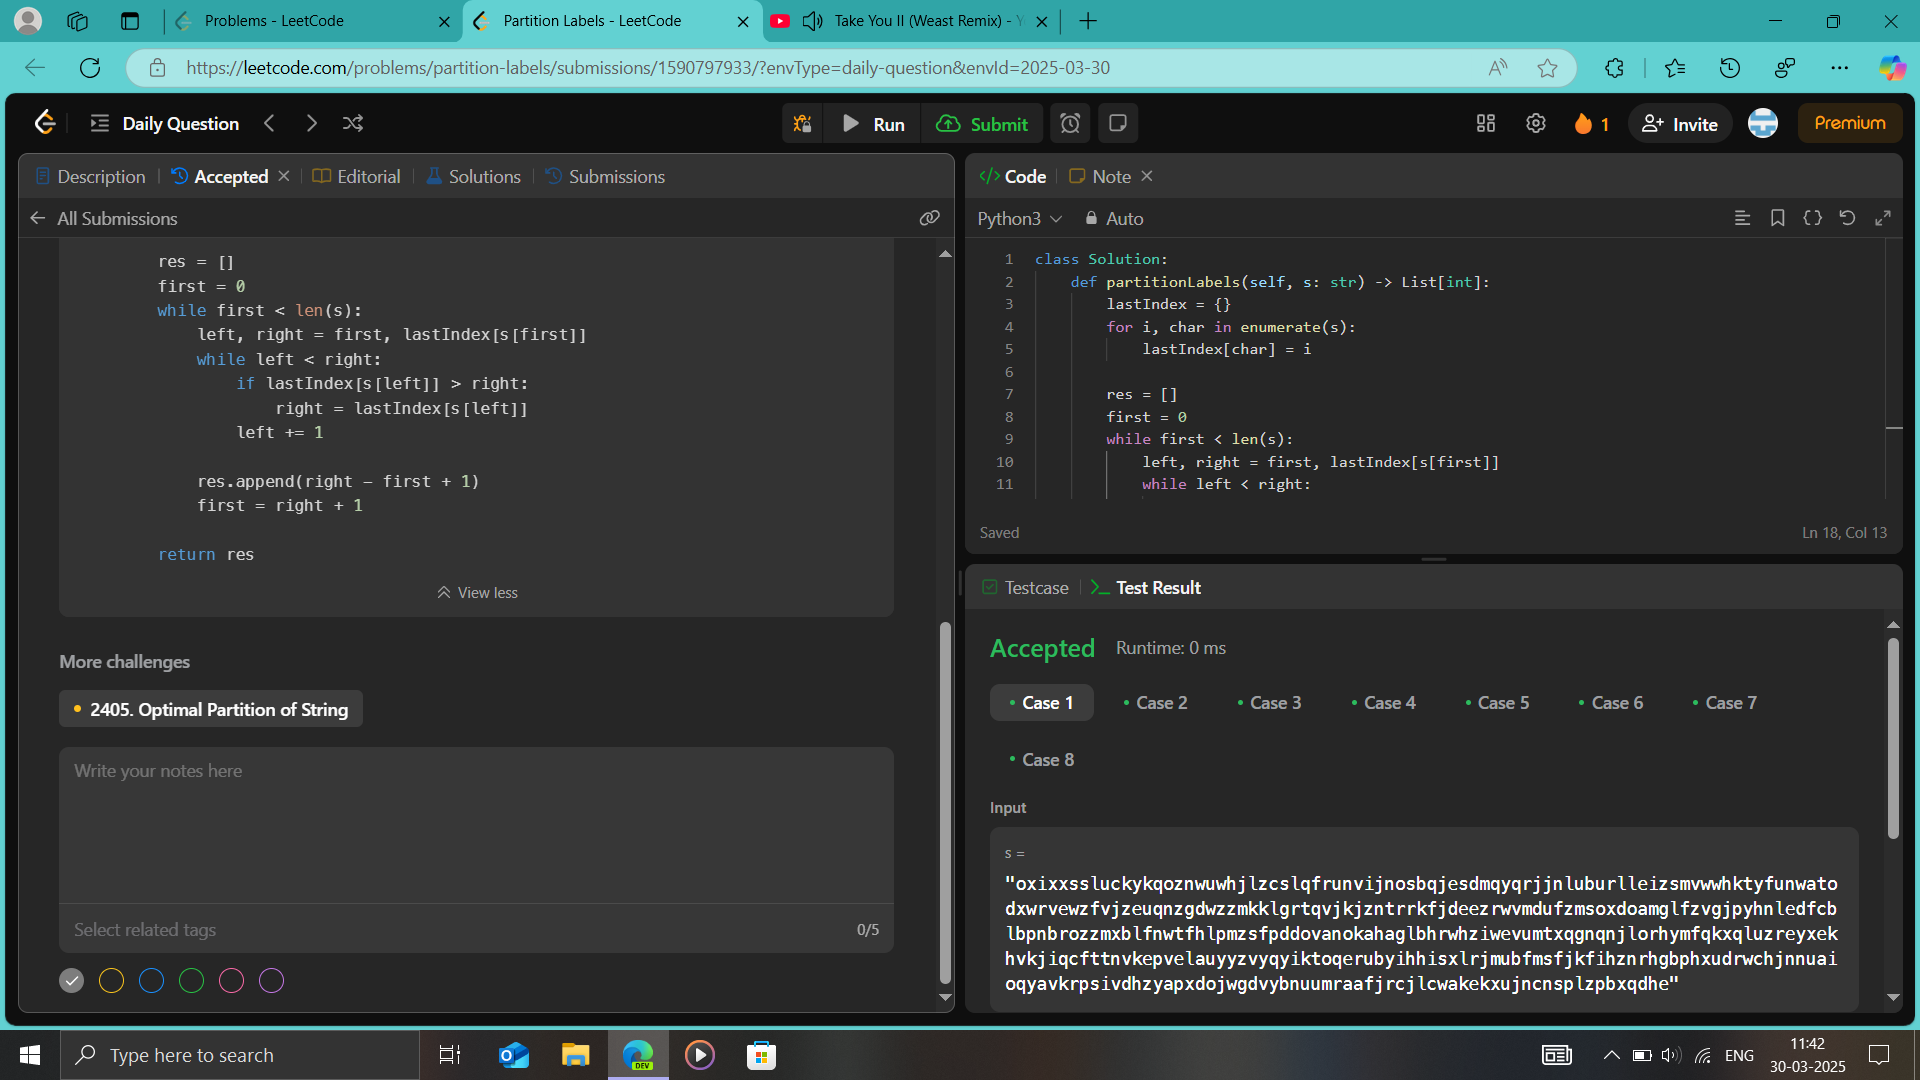 Problems - LeetCode
Partition Labels - LeetCode
Take You II (Weast Remix) - Y
https://leetcode.com/problems/partition-labels/submissions/1590797933/?envType=daily-question&envId=2025-03-30
Daily Question
Run
Submit
1
Invite
Premium
Description
Accepted
Editorial
Solutions
Submissions
All Submissions
res = []
first = 0
while first < len(s):
left, right = first, lastIndex[s[first]]
while left < right:
if lastIndex[s[left]] > right:
right = lastIndex[s[left]]
left += 1
res.append(right - first + 1)
first = right + 1
return res
View less
More challenges
2405. Optimal Partition of String
Write your notes here
Select related tags
0/5
</> Code
Note
Python3
Auto
1 class Solution:
2 def partitionLabels(self, s: str) -> List[int]:
3 lastIndex = {}
4 for i, char in enumerate(s):
5 lastIndex[char] = i
6
7 res = []
8 first = 0
9 while first < len(s):
10 left, right = first, lastIndex[s[first]]
11 while left < right:
Saved
Ln 18, Col 13
Testcase
Test Result
Accepted
Runtime: 0 ms
Case 1
Case 2
Case 3
Case 4
Case 5
Case 6
Case 7
Case 8
Input
s =
"oxixxssluckykqoznwuwhjlzcslqfrunvijnosbqjesdmqyqrjjnluburlleizsmvwwhktyfunwato
dxwrvewzfvjzeuqnzgdwzzmkklgrtqvjkjzntrrkfjdeezrwvmdufzmsoxdoamglfzvgjpyhnledfcb
lbpnbrozzmxblfnwtfhlpmzsfpddovanokahaglbhrwhziwevumtxqgnqnjlorhymfqkxqluzreyxek
hvkjiqcfttnvkepvelauyyzvyqyiktoqerubyihhisxlrjmubfmsfjkfihznrhgbphxudrwchjnnuai
oqyavkrpsivdhzyapxdojwgdvybnuumraafjrcjlcwakekxujncnsplzpbxqdhe"
Type here to search
DEV
ENG
11:42
30-03-2025